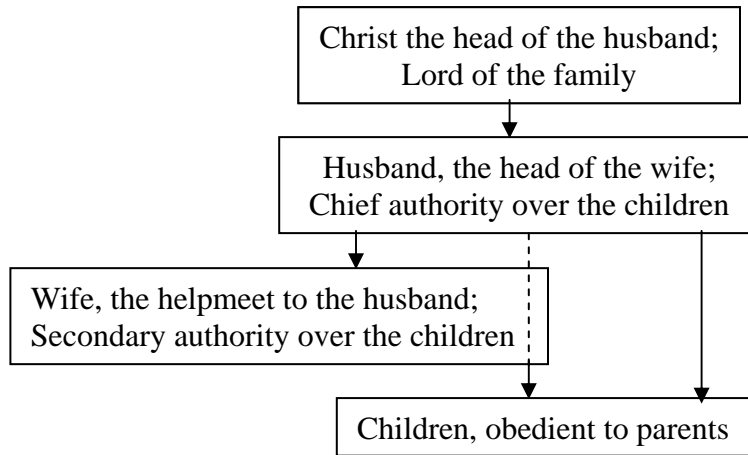 Christ the head of the husband;
Lord of the family
Husband, the head of the wife;
Chief authority over the children
Wife, the helpmeet to the husband;
Secondary authority over the children
Children, obedient to parents